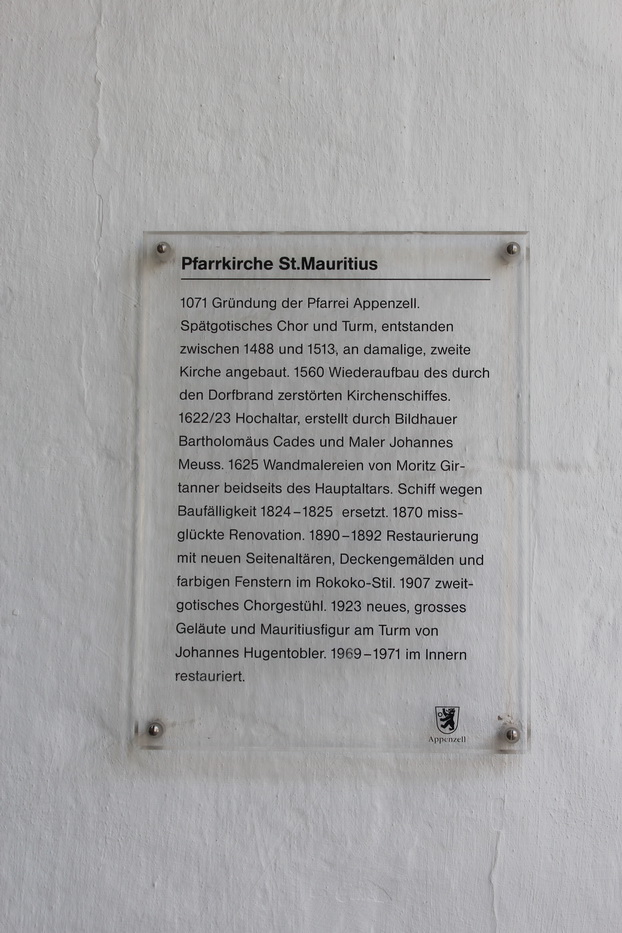 Pfarrkirche St.Mauritius
1071 Gründung der Pfarrei Appenzell.
Spätgotisches Chor und Turm, entstanden
zwischen 1488 und 1513, an damalige, zweite
Kirche angebaut. 1560 Wiederaufbau des durch
den Dorfbrand zerstörten Kirchenschiffes.
1622/23 Hochaltar, erstellt durch Bildhauer
Bartholomäus Cades und Maler Johannes
Meuss. 1625 Wandmalereien von Moritz Gir-
tanner beidseits des Hauptaltars. Schiff wegen
Baufälligkeit 1824–1825 ersetzt. 1870 miss-
glückte Renovation. 1890–1892 Restaurierung
mit neuen Seitenaltären, Deckengemälden und
farbigen Fenstern im Rokoko-Stil. 1907 zweit-
gotisches Chorgestühl. 1923 neues, grosses
Geläute und Mauritiusfigur am Turm von
Johannes Hugentobler. 1969–1971 im Innern
restauriert.
Appenzell